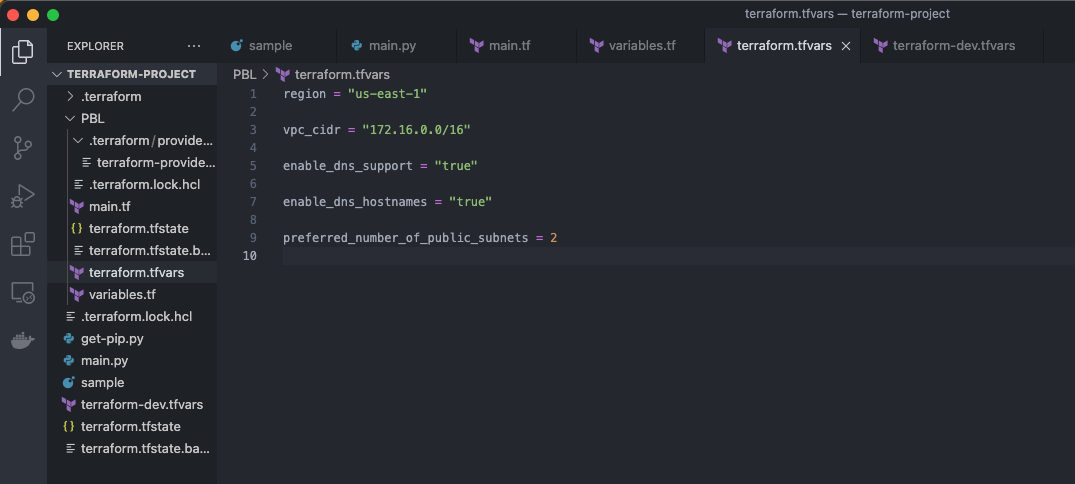 terraform.tfvars — terraform-project
EXPLORER ...
sample main.py main.tf variables.tf terraform.tfvars terraform-dev.tfvars
TERRAFORM-PROJECT
.terraform
PBL
.terraform/provide...
terraform-provide...
.terraform.lock.hcl
main.tf
{} terraform.tfstate
terraform.tfstate.b...
terraform.tfvars
variables.tf
.terraform.lock.hcl
get-pip.py
main.py
sample
terraform-dev.tfvars
{} terraform.tfstate
terraform.tfstate.ba...
PBL > terraform.tfvars
1 region = "us-east-1"
2
3 vpc_cidr = "172.16.0.0/16"
4
5 enable_dns_support = "true"
6
7 enable_dns_hostnames = "true"
8
9 preferred_number_of_public_subnets = 2
10